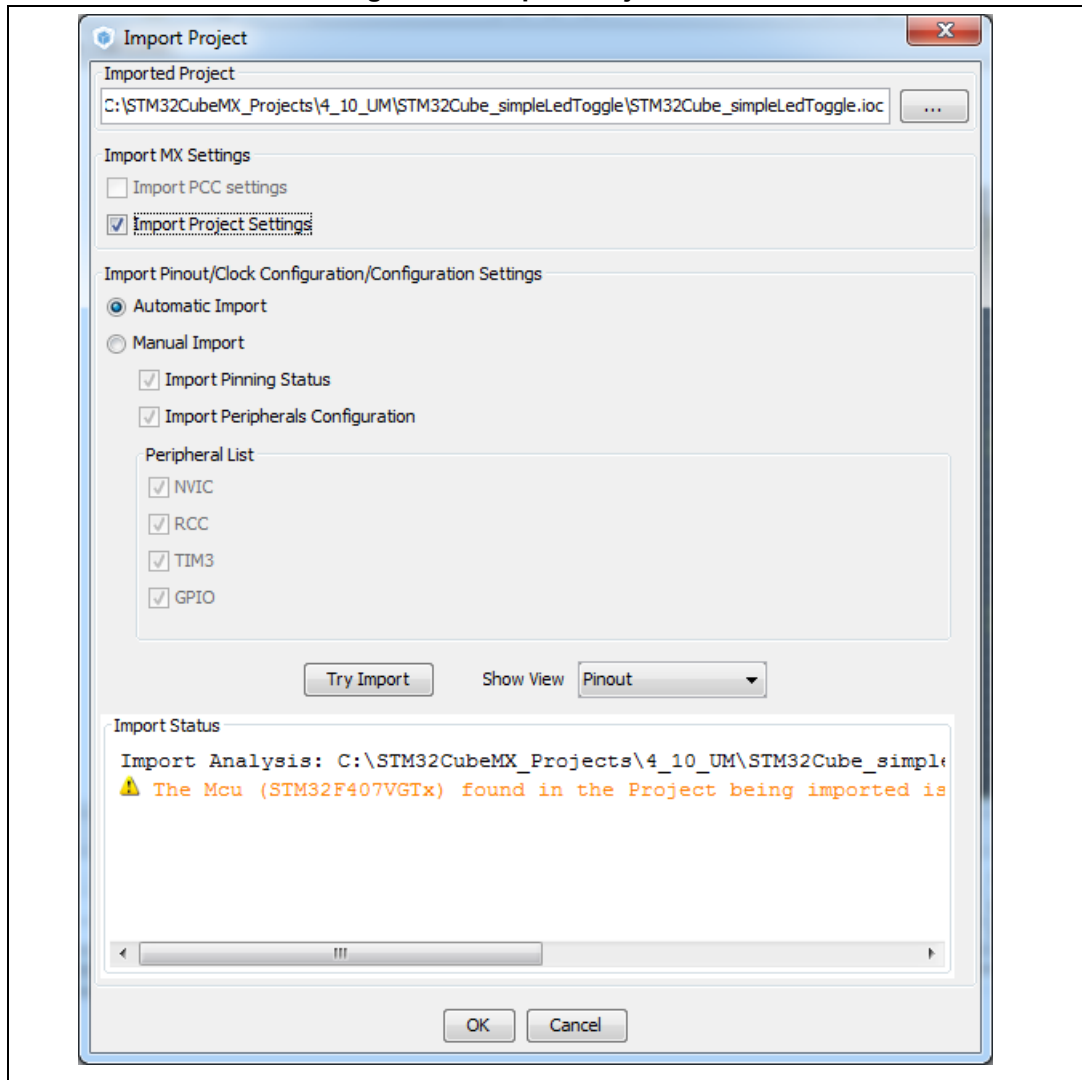 Import Project
Imported Project
C:\STM32CubeMX_Projects\4_10_UM\STM32Cube_simpleLedToggle\STM32Cube_simpleLedToggle.ioc ...
Import MX Settings
Import PCC settings
Import Project Settings
Import Pinout/Clock Configuration/Configuration Settings
Automatic Import
Manual Import
Import Pinning Status
Import Peripherals Configuration
Peripheral List
NVIC
RCC
TIM3
GPIO
Try Import Show View Pinout
Import Status
Import Analysis: C:\STM32CubeMX_Projects\4_10_UM\STM32Cube_simple
The Mcu (STM32F407VGTx) found in the Project being imported is
OK Cancel